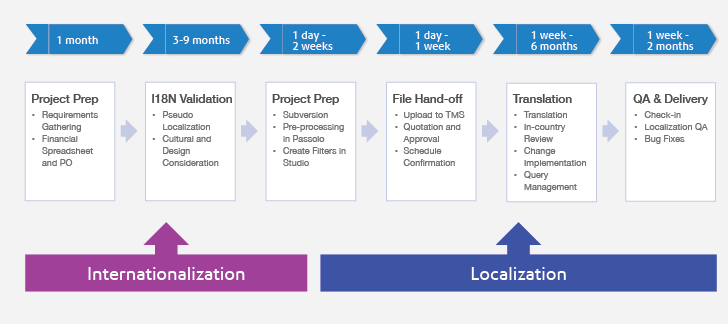 1 month
3-9 months
1 day -
2 weeks
1 day -
1 week
1 week -
6 months
1 week -
2 months
Project Prep
• Requirements
Gathering
• Financial
Spreadsheet
and PO
I18N Validation
• Pseudo
Localization
• Cultural and
Design
Consideration
Project Prep
• Subversion
• Pre-processing
in Passolo
• Create Filters in
Studio
File Hand-off
• Upload to TMS
• Quotation and
Approval
• Schedule
Confirmation
Translation
• Translation
• In-country
Review
• Change
Implementation
• Query
Management
QA & Delivery
• Check-in
• Localization QA
• Bug Fixes
Internationalization
Localization